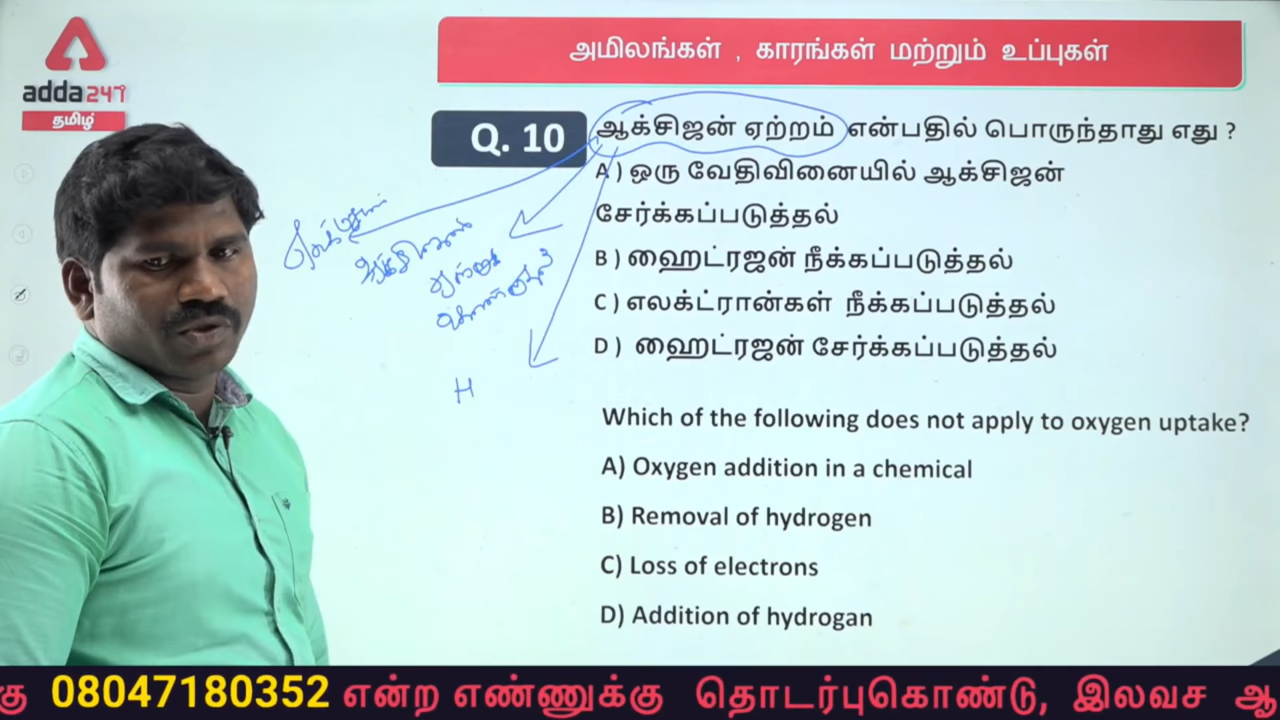 adda247
தமிழ்
அமிலங்கள் , காரங்கள் மற்றும் உப்புகள்
Q. 10
ஆக்சிஜன் ஏற்றம் என்பதில் பொருந்தாது எது ?
A ) ஒரு வேதிவினையில் ஆக்சிஜன்
சேர்க்கப்படுத்தல்
B ) ஹைட்ரஜன் நீக்கப்படுத்தல்
C ) எலக்ட்ரான்கள் நீக்கப்படுத்தல்
D ) ஹைட்ரஜன் சேர்க்கப்படுத்தல்
H
Which of the following does not apply to oxygen uptake?
A) Oxygen addition in a chemical
B) Removal of hydrogen
C) Loss of electrons
D) Addition of hydrogan
கு 08047180352 என்ற எண்ணுக்கு தொடர்புகொண்டு, இலவச ஆ